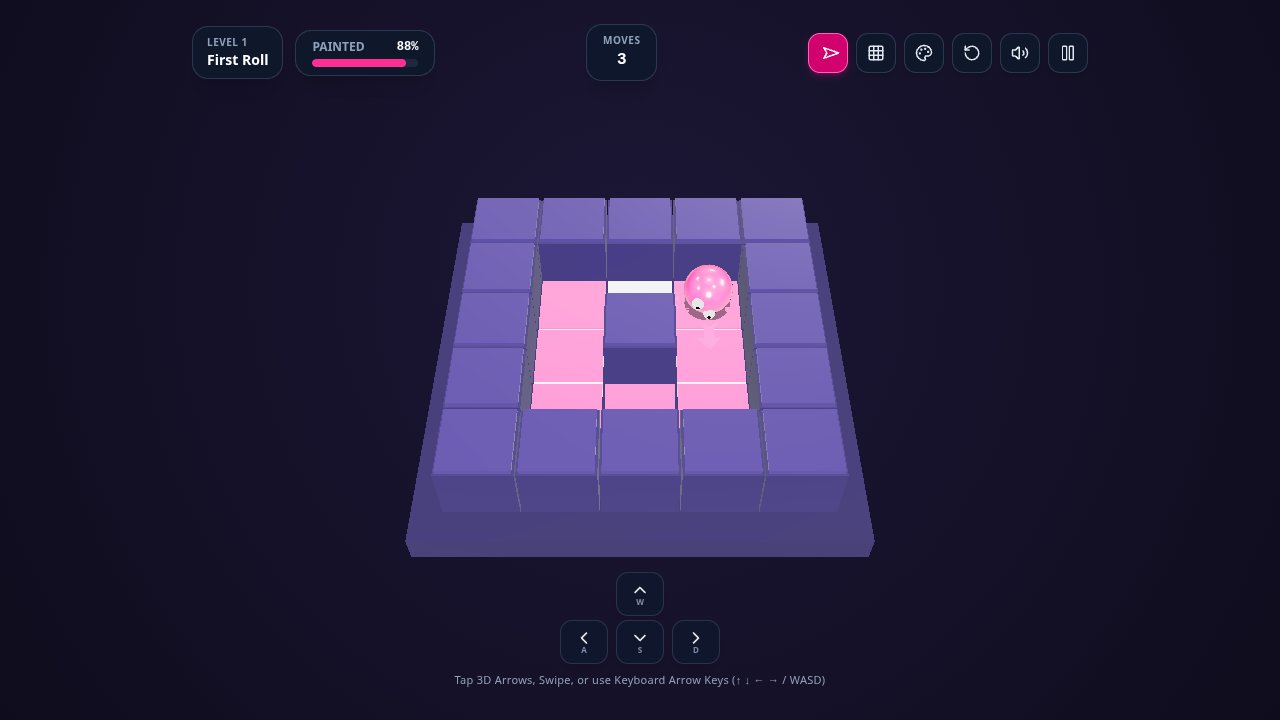 LEVEL 1
First Roll
PAINTED 88%
MOVES
3
W
A
S
D
Tap 3D Arrows, Swipe, or use Keyboard Arrow Keys (↑ ↓ ← → / WASD)